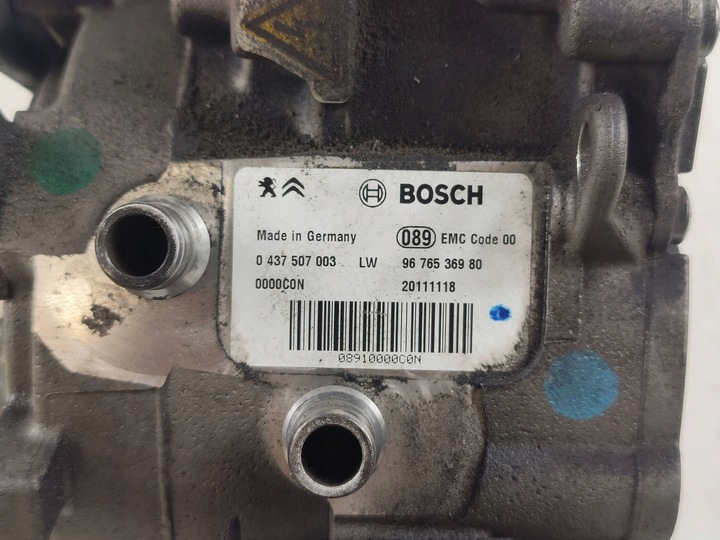 BOSCH
Made in Germany 089 EMC Code 00
0 437 507 003 LW 96 765 369 80
0000C0N 20111118
08910000C0N